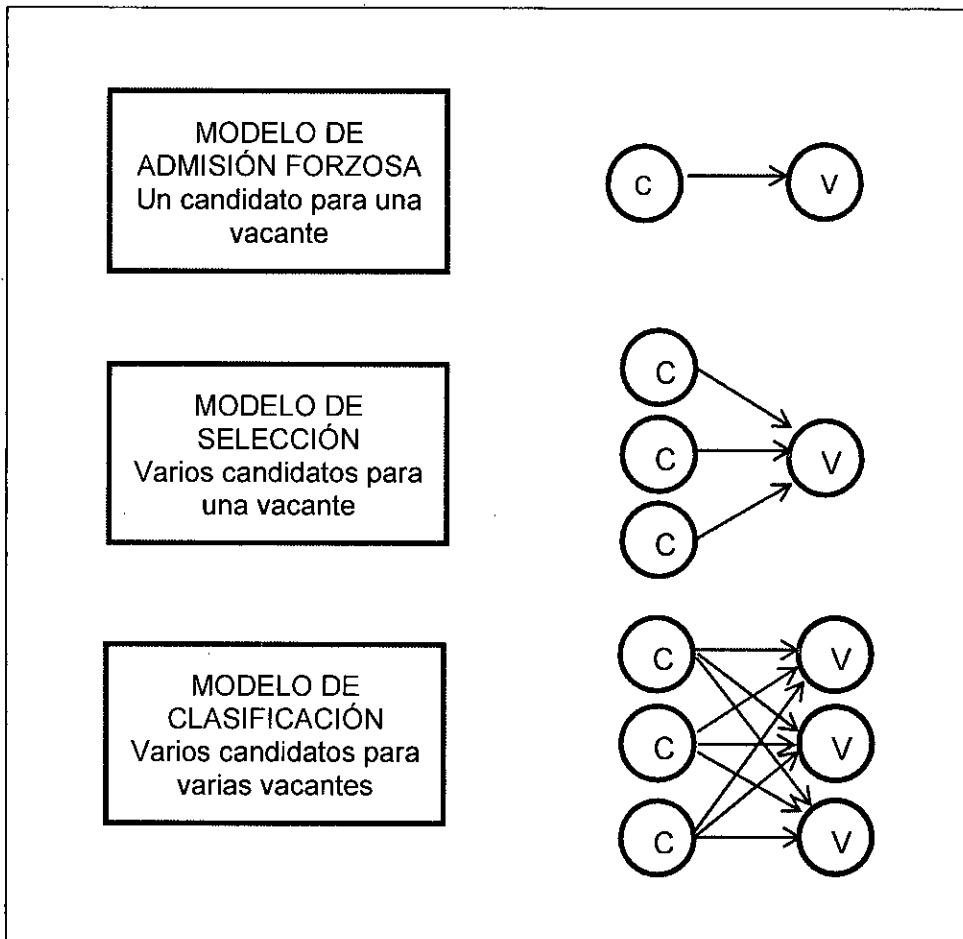 MODELO DE
ADMISIÓN FORZOSA
Un candidato para una
vacante
C
V
MODELO DE
SELECCIÓN
Varios candidatos para
una vacante
C
C
V
C
MODELO DE
CLASIFICACIÓN
Varios candidatos para
varias vacantes
C
V
C
V
C
V